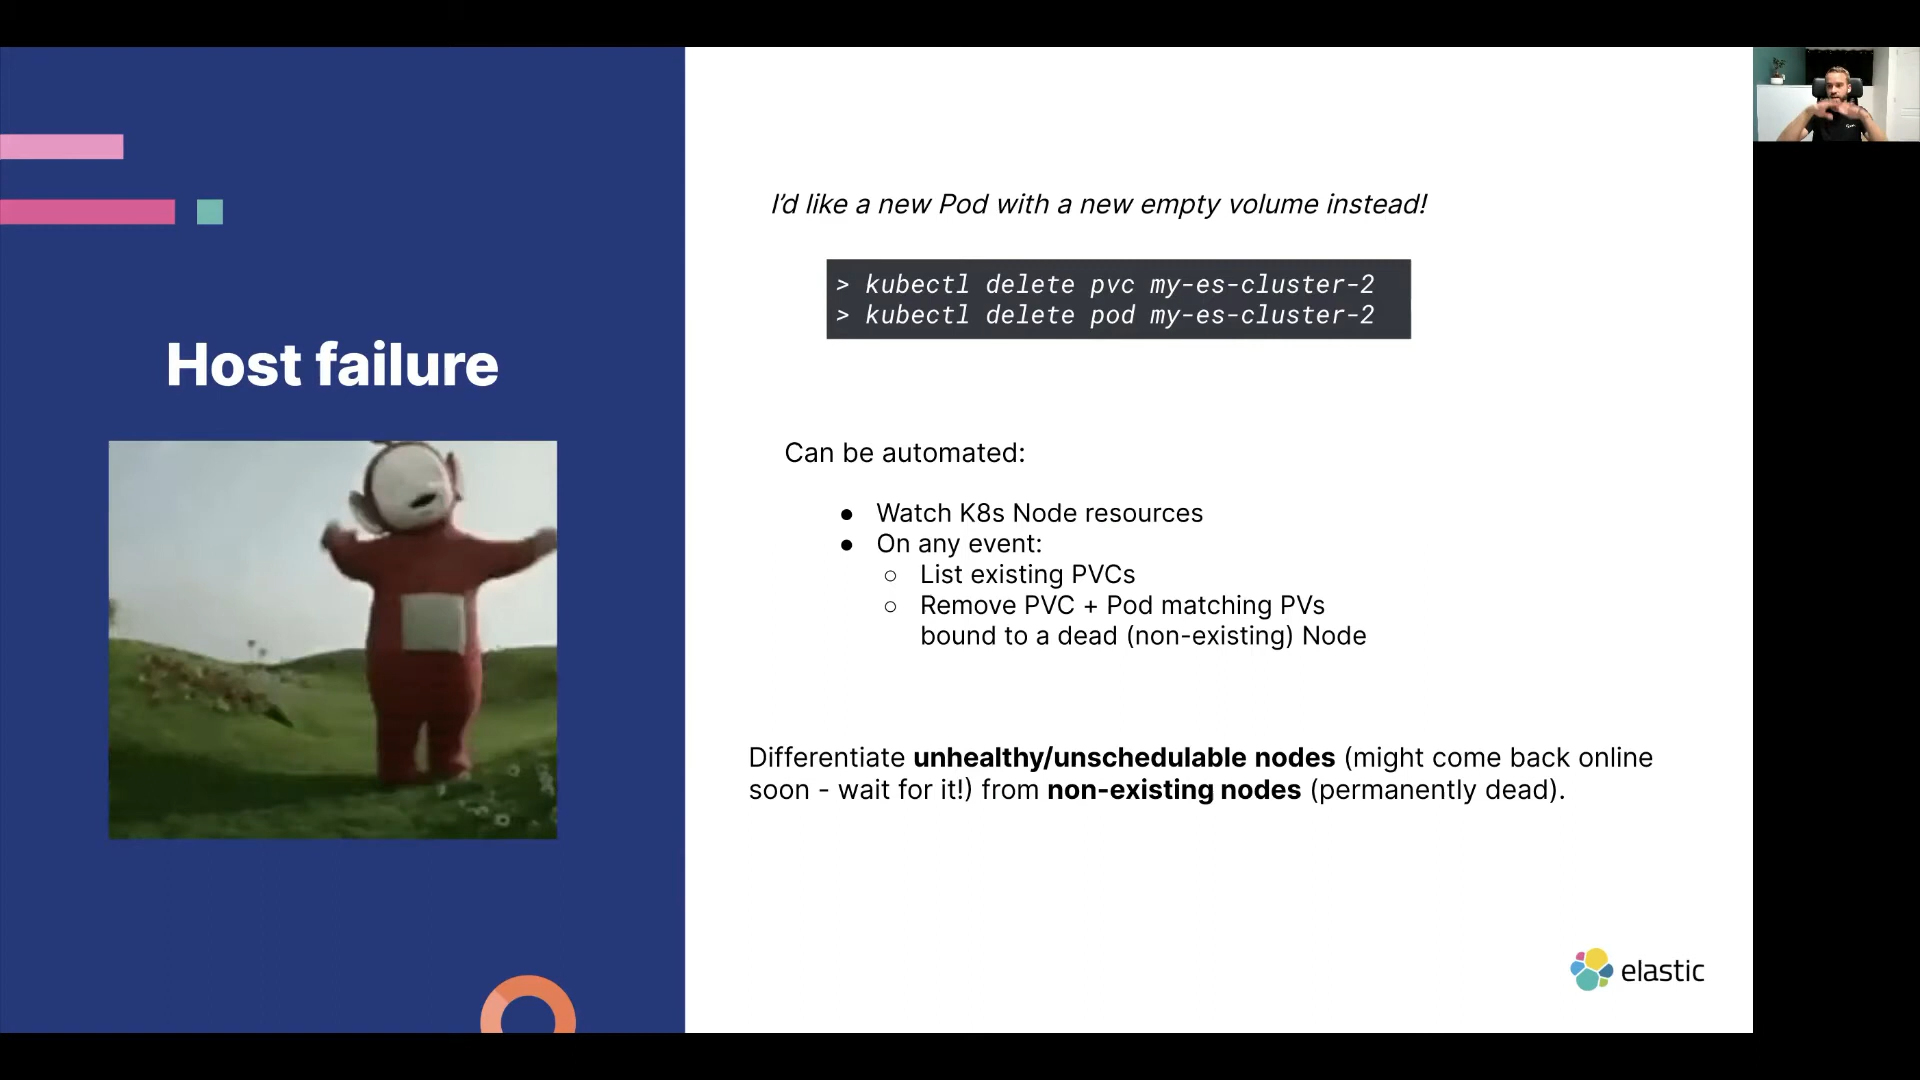 Host failure
I'd like a new Pod with a new empty volume instead!
> kubectl delete pvc my-es-cluster-2
> kubectl delete pod my-es-cluster-2
Can be automated:
● Watch K8s Node resources
● On any event:
○ List existing PVCs
○ Remove PVC + Pod matching PVs
bound to a dead (non-existing) Node
Differentiate unhealthy/unschedulable nodes (might come back online
soon - wait for it!) from non-existing nodes (permanently dead).
elastic